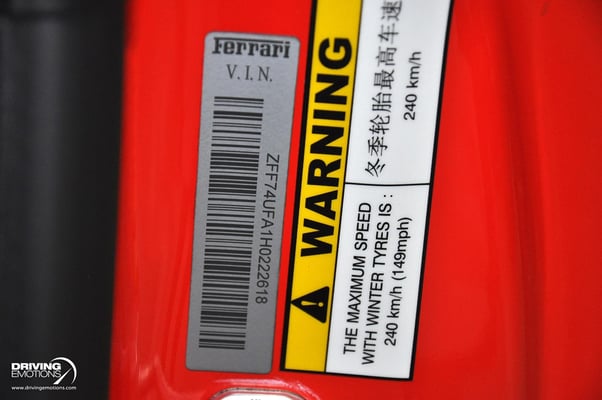 Ferrari
V.I.N.
ZFF74UFA1H0222618
WARNING
冬季轮胎最高车速
240 km/h
THE MAXIMUM SPEED
WITH WINTER TYRES IS :
240 km/h (149mph)
DRIVING
EMOTIONS
www.drivingemotions.com